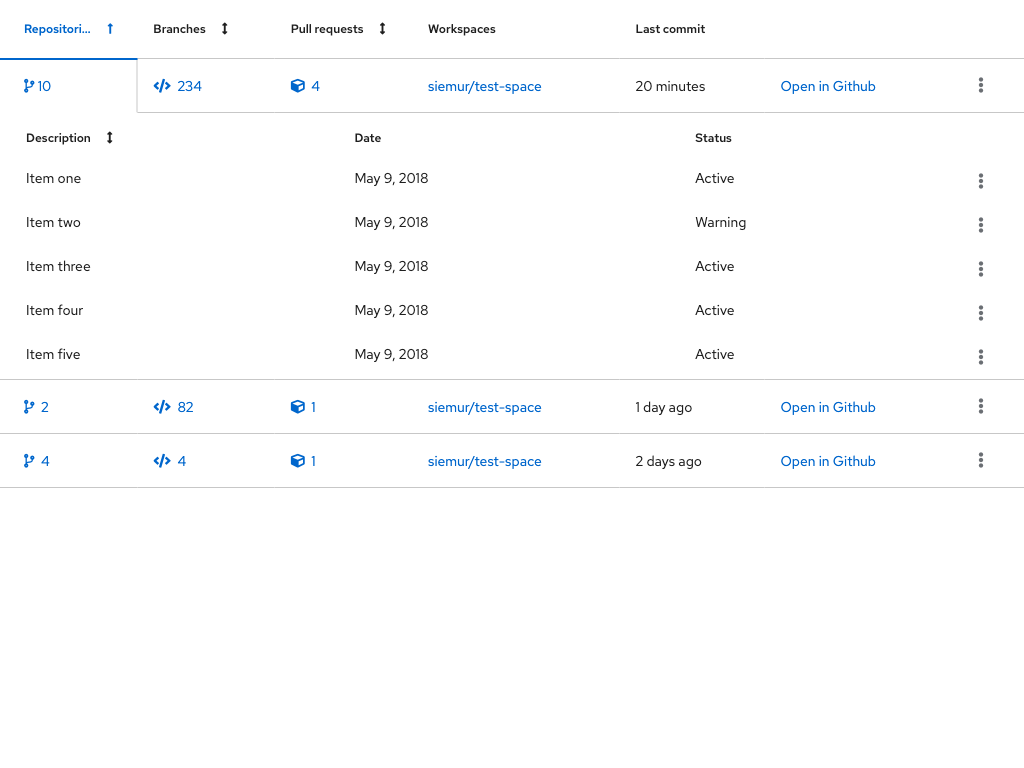 Repositori... Branches Pull requests Workspaces Last commit
10 234 4 siemur/test-space 20 minutes Open in Github
Description Date Status
Item one May 9, 2018 Active
Item two May 9, 2018 Warning
Item three May 9, 2018 Active
Item four May 9, 2018 Active
Item five May 9, 2018 Active
2 82 1 siemur/test-space 1 day ago Open in Github
4 4 1 siemur/test-space 2 days ago Open in Github